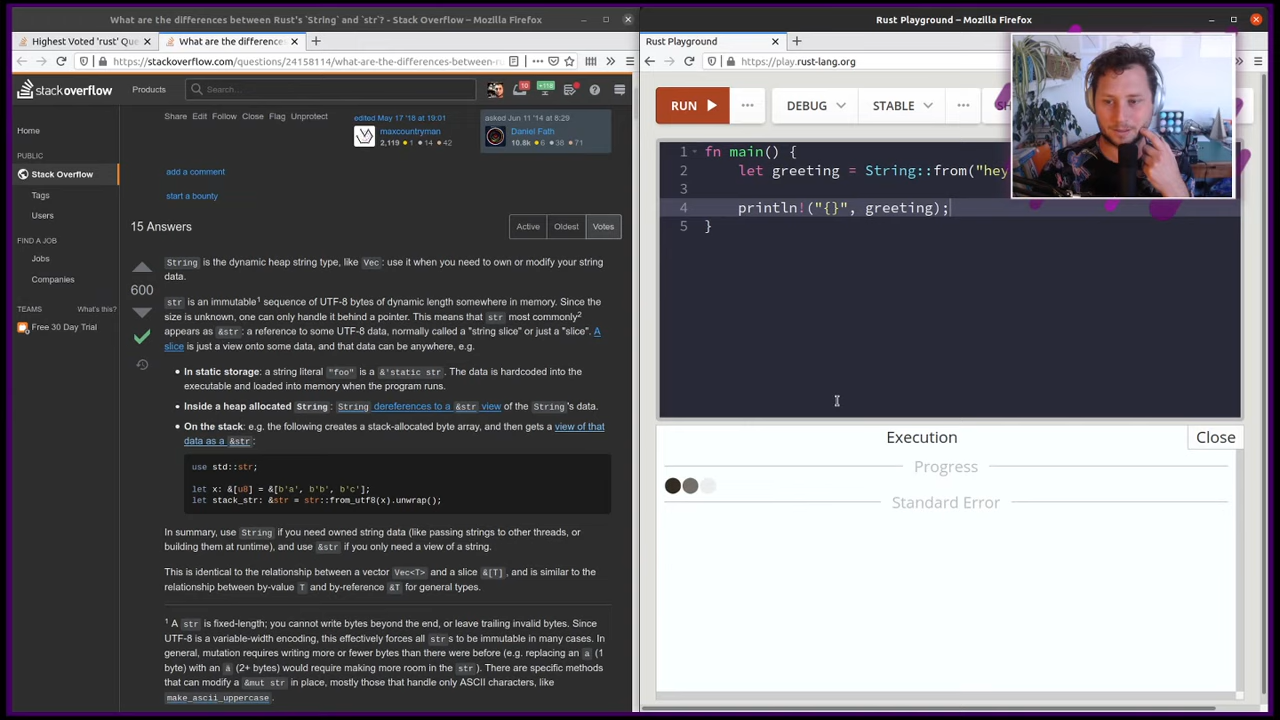 What are the differences between Rust's `String` and `str`? - Stack Overflow – Mozilla Firefox
Highest Voted 'rust' Que
What are the difference
https://stackoverflow.com/questions/24158114/what-are-the-differences-between-ru
stackoverflow
Products
Search...
10
+118
Home
PUBLIC
Stack Overflow
Tags
Users
FIND A JOB
Jobs
Companies
TEAMS
What's this?
Free 30 Day Trial
Share Edit Follow Close Flag Unprotect
edited May 17 '18 at 19:01
maxcountryman
2,119 1 14 42
asked Jun 11 '14 at 8:29
Daniel Fath
10.8k 6 38 71
add a comment
start a bounty
15 Answers
Active
Oldest
Votes
600
String is the dynamic heap string type, like Vec: use it when you need to own or modify your string
data.
str is an immutable1 sequence of UTF-8 bytes of dynamic length somewhere in memory. Since the
size is unknown, one can only handle it behind a pointer. This means that str most commonly2
appears as &str: a reference to some UTF-8 data, normally called a "string slice" or just a "slice". A
slice is just a view onto some data, and that data can be anywhere, e.g.
• In static storage: a string literal "foo" is a &'static str. The data is hardcoded into the
executable and loaded into memory when the program runs.
• Inside a heap allocated String: String dereferences to a &str view of the String's data.
• On the stack: e.g. the following creates a stack-allocated byte array, and then gets a view of that
data as a &str:
use std::str;
let x: &[u8] = &[b'a', b'b', b'c'];
let stack_str: &str = str::from_utf8(x).unwrap();
In summary, use String if you need owned string data (like passing strings to other threads, or
building them at runtime), and use &str if you only need a view of a string.
This is identical to the relationship between a vector Vec<T> and a slice &[T], and is similar to the
relationship between by-value T and by-reference &T for general types.
1 A str is fixed-length; you cannot write bytes beyond the end, or leave trailing invalid bytes. Since
UTF-8 is a variable-width encoding, this effectively forces all strs to be immutable in many cases. In
general, mutation requires writing more or fewer bytes than there were before (e.g. replacing an a (1
byte) with an ä (2+ bytes) would require making more room in the str). There are specific methods
that can modify a &mut str in place, mostly those that handle only ASCII characters, like
make_ascii_uppercase.
Rust Playground – Mozilla Firefox
Rust Playground
https://play.rust-lang.org
RUN
DEBUG
STABLE
1 fn main() {
2 let greeting = String::from("hey
3
4 println!("{}", greeting);
5 }
Execution
Close
Progress
Standard Error